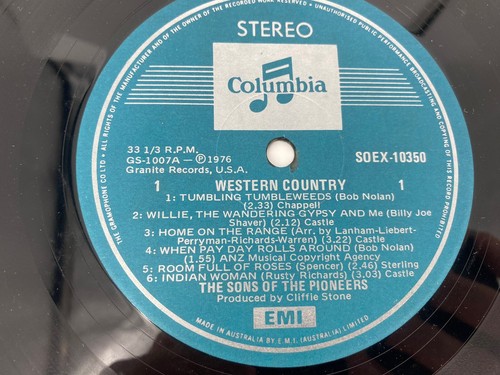 THE GRAMOPHONE CO LTD • ALL RIGHTS OF THE MANUFACTURER AND OF THE OWNER OF THE RECORDED WORK RESERVED • UNAUTHORISED PUBLIC PERFORMANCE BROADCASTING AND COPYING OF
STEREO
Columbia
33 1/3 R.P.M.
GS-1007A – Ⓟ 1976
Granite Records, U.S.A.
SOEX-10350
1 WESTERN COUNTRY 1
1: TUMBLING TUMBLEWEEDS (Bob Nolan)
(2.33) Chappell
2: WILLIE, THE WANDERING GYPSY AND Me (Billy Joe
Shaver) (2.12) Castle
3: HOME ON THE RANGE (Arr. by Lanham-Liebert-
Perryman-Richards-Warren) (3.22) Castle
4: WHEN PAY DAY ROLLS AROUND (Bob Nolan)
(1.55) ANZ Musical Copyright Agency
5: ROOM FULL OF ROSES (Spencer) (2.46) Sterling
6: INDIAN WOMAN (Rusty Richards) (3.03) Castle
THE SONS OF THE PIONEERS
Produced by Cliffie Stone
EMI
MADE IN AUSTRALIA BY E.M.I. (AUSTRALIA) LIMITED